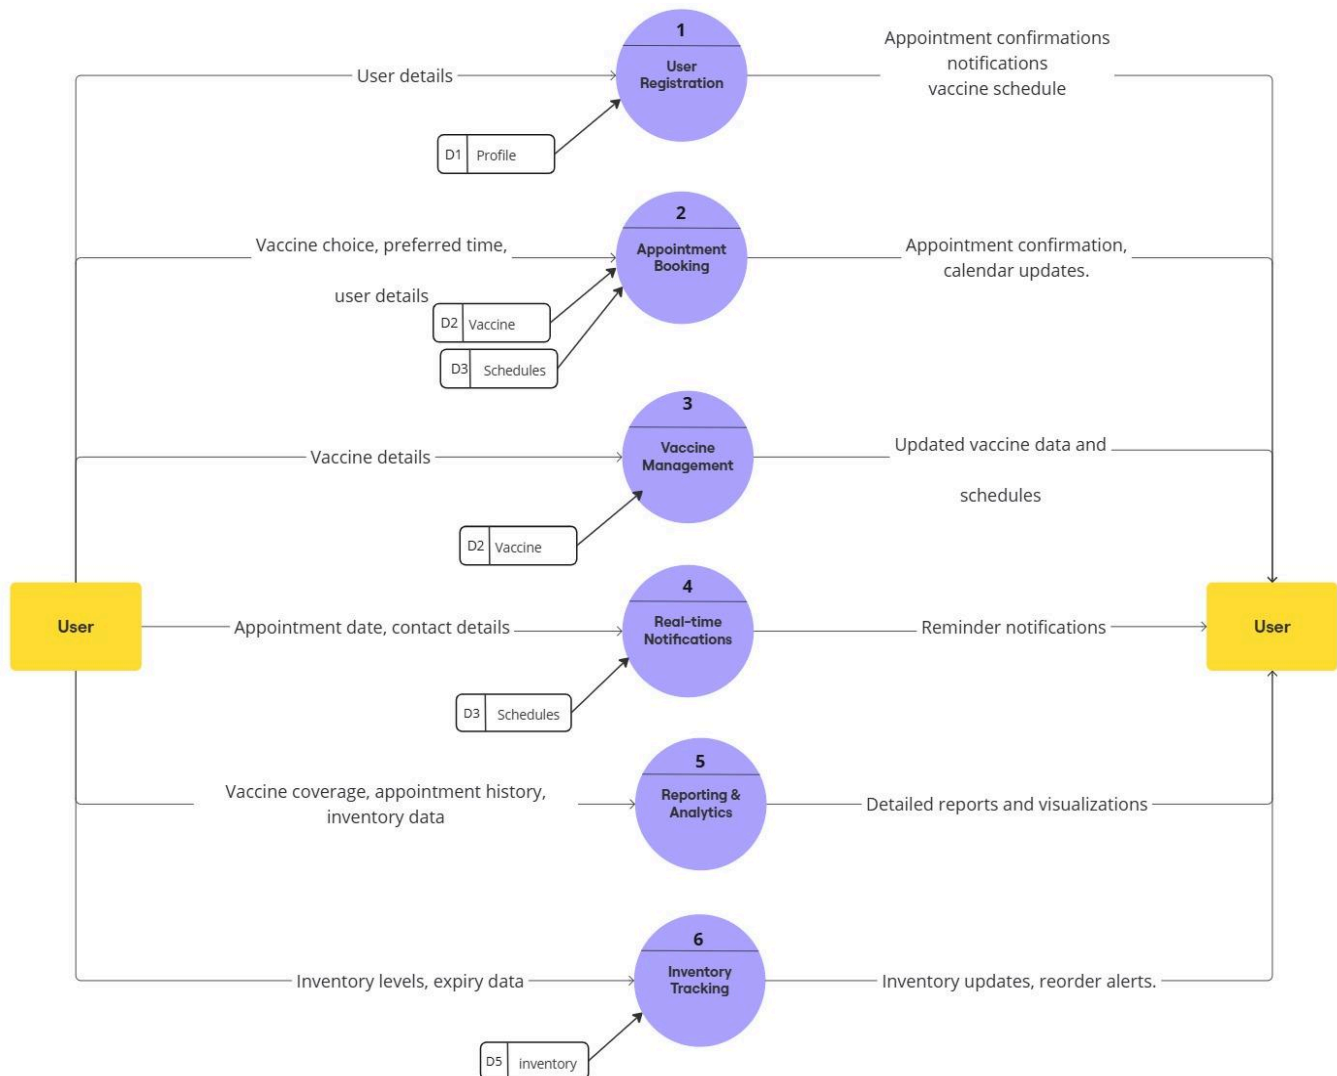 1
User
Registration
User details
Appointment confirmations
notifications
vaccine schedule
D1 Profile
2
Appointment
Booking
Vaccine choice, preferred time,
user details
Appointment confirmation,
calendar updates.
D2 Vaccine
D3 Schedules
3
Vaccine
Management
Vaccine details
Updated vaccine data and
schedules
D2 Vaccine
4
Real-time
Notifications
User
Appointment date, contact details
Reminder notifications
User
D3 Schedules
5
Reporting &
Analytics
Vaccine coverage, appointment history,
inventory data
Detailed reports and visualizations
6
Inventory
Tracking
Inventory levels, expiry data
Inventory updates, reorder alerts.
D5 inventory